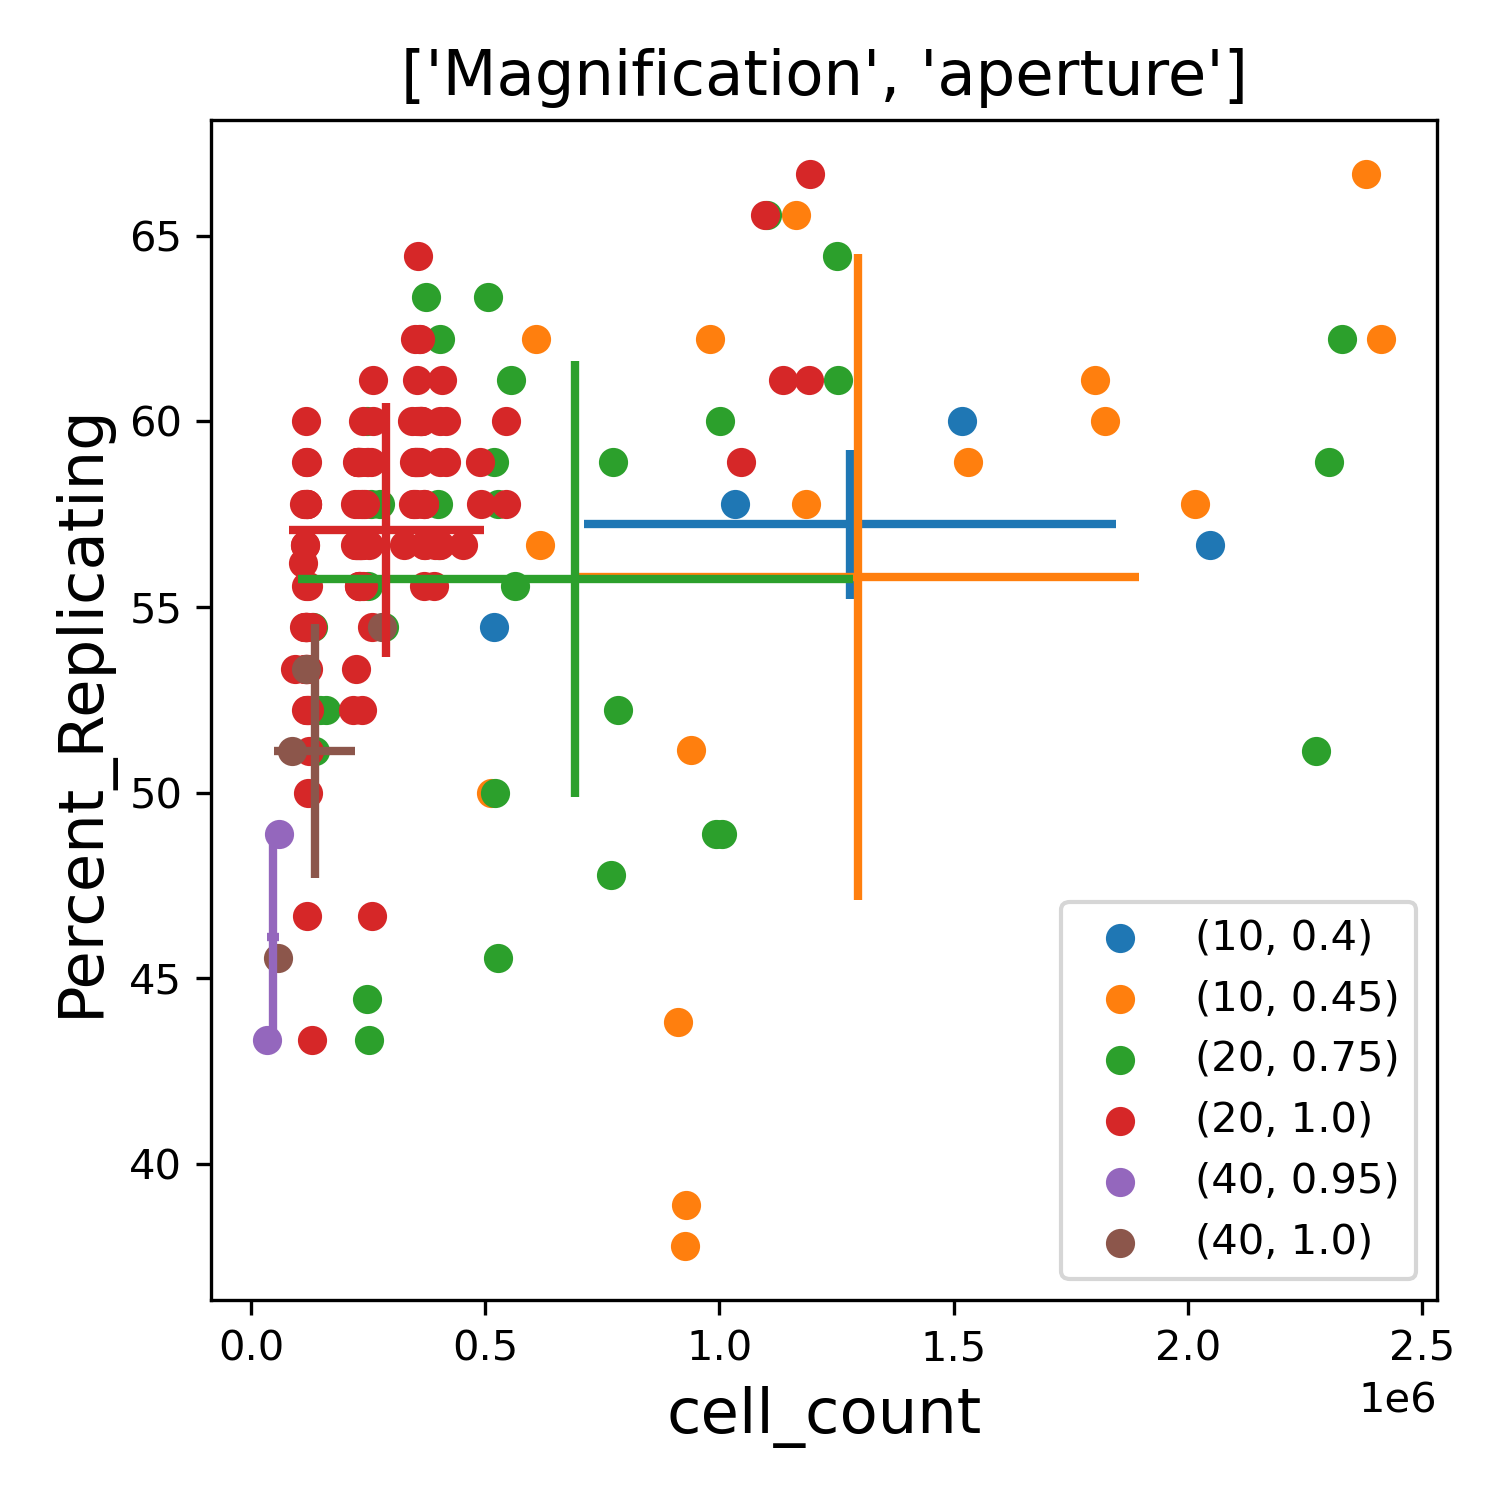 ['Magnification', 'aperture']
Percent_Replicating
65
60
55
50
45
40
(10, 0.4)
(10, 0.45)
(20, 0.75)
(20, 1.0)
(40, 0.95)
(40, 1.0)
0.0 0.5 1.0 1.5 2.0 2.5
1e6
cell_count